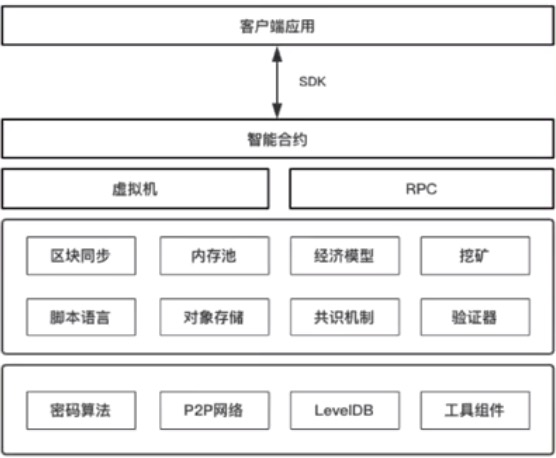 客户端应用
SDK
智能合约
虚拟机 RPC
区块同步 内存池 经济模型 挖矿
脚本语言 对象存储 共识机制 验证器
密码算法 P2P网络 LevelDB 工具组件